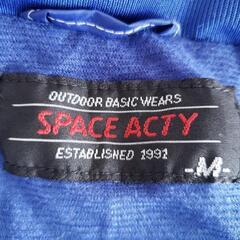 OUTDOOR BASIC WEARS
SPACE ACTY
ESTABLISHED 1992
-M-